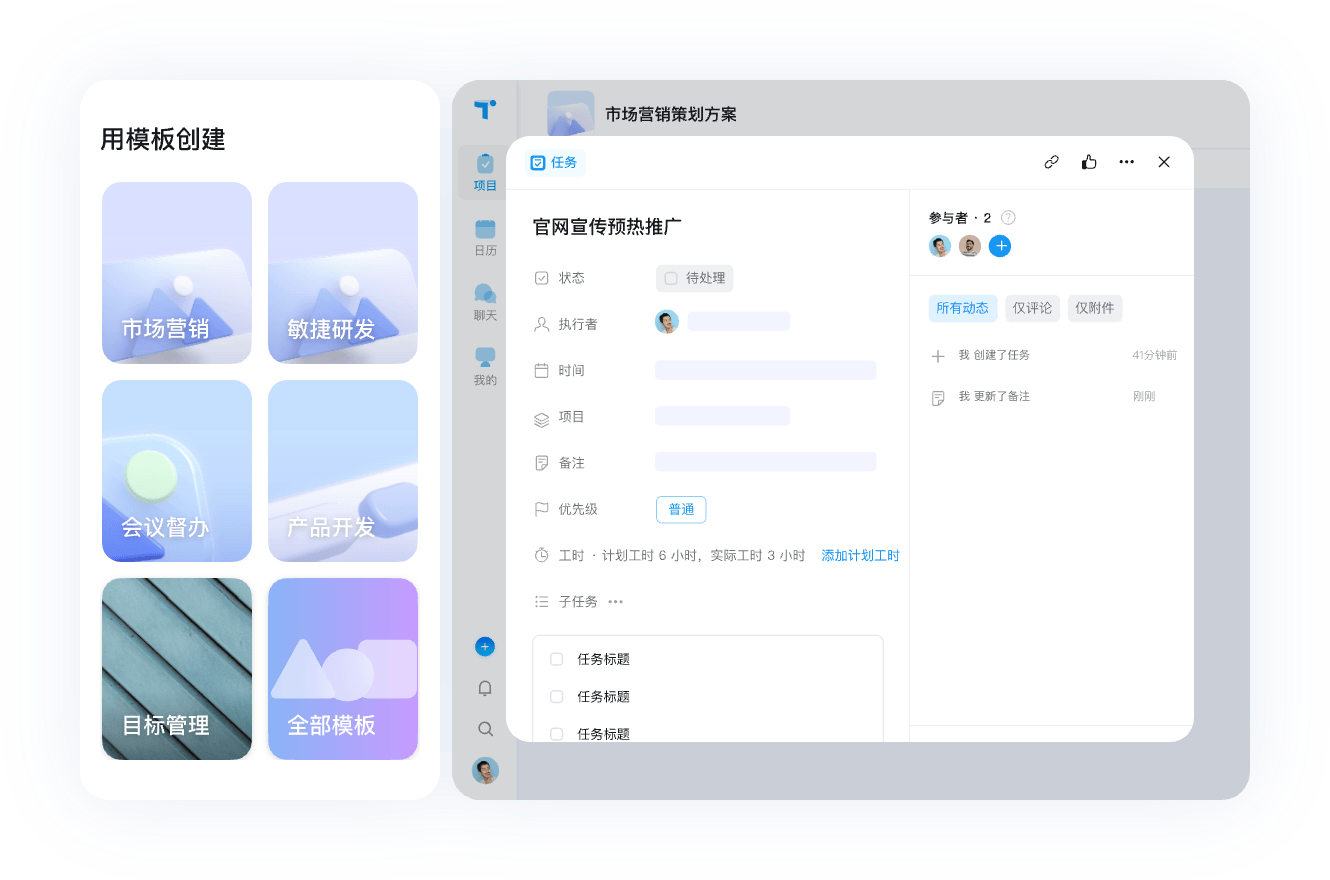 用模板创建
市场营销
敏捷研发
会议督办
产品开发
目标管理
全部模板
项目
日历
聊天
我的
市场营销策划方案
任务
官网宣传预热推广
状态 待处理
执行者
时间
项目
备注
优先级 普通
工时 · 计划工时 6 小时，实际工时 3 小时 添加计划工时
子任务
任务标题
任务标题
任务标题
参与者 · 2
所有动态 仅评论 仅附件
我 创建了任务 41分钟前
我 更新了备注 刚刚